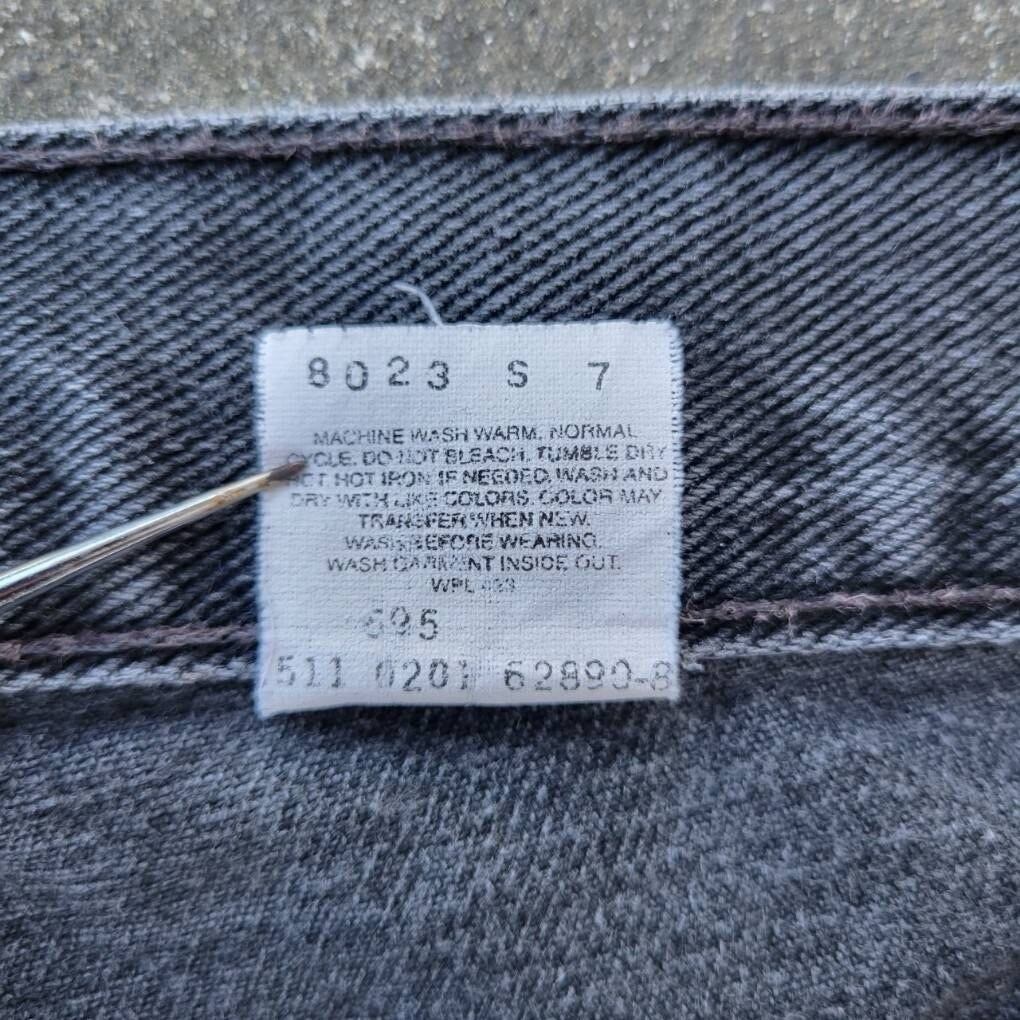 8023 S 7
MACHINE WASH WARM, NORMAL
CYCLE. DO NOT BLEACH. TUMBLE DRY
HOT IRON IF NEEDED. WASH AND
DRY WITH LIKE COLORS. COLOR MAY
TRANSFER WHEN NEW.
WASH BEFORE WEARING.
WASH GARMENT INSIDE OUT.
WPL 423
695
511 0201 62890-8